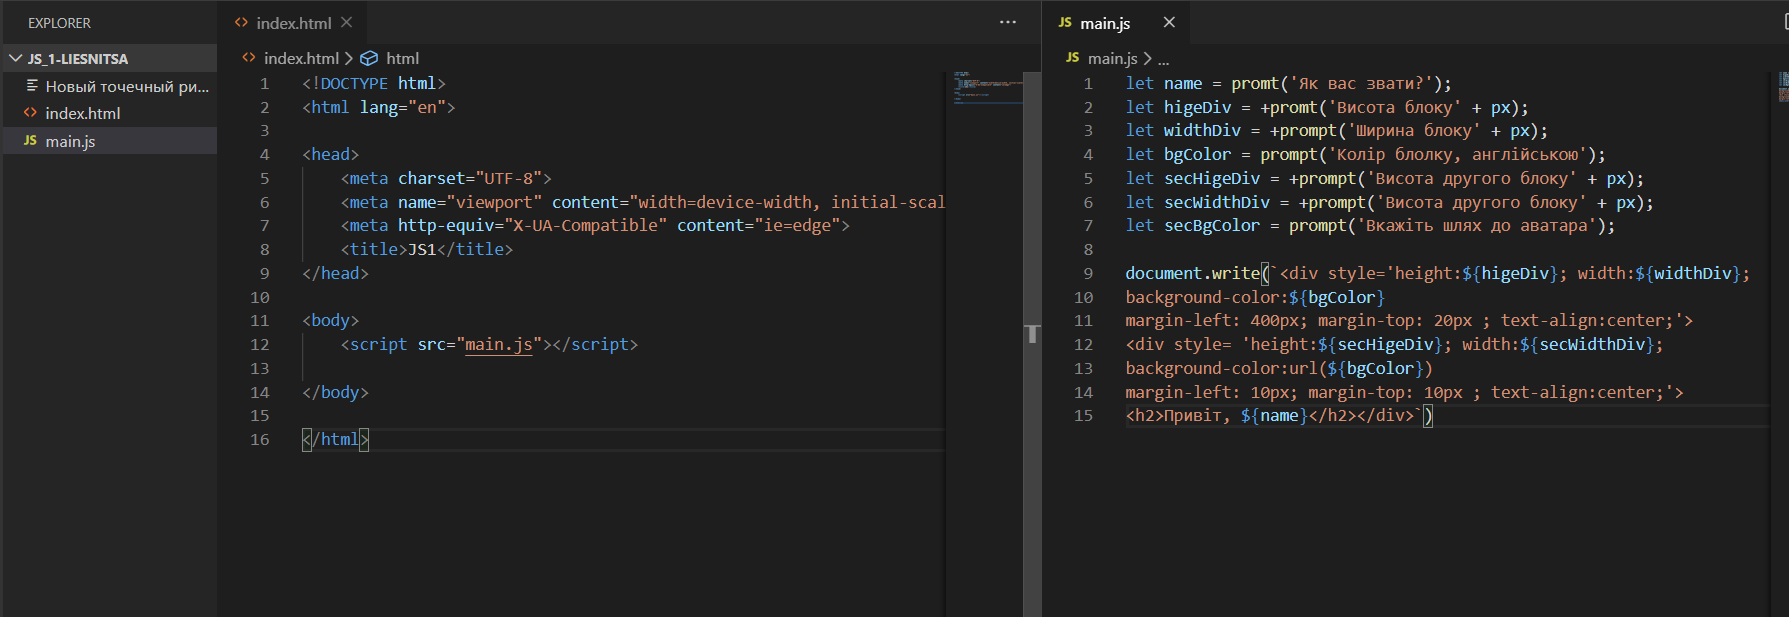 EXPLORER
JS_1-LIESNITSA
Новый точечный ри...
index.html
JS main.js
index.html
index.html > html
1 <!DOCTYPE html>
2 <html lang="en">
3
4 <head>
5 <meta charset="UTF-8">
6 <meta name="viewport" content="width=device-width, initial-scal
7 <meta http-equiv="X-UA-Compatible" content="ie=edge">
8 <title>JS1</title>
9 </head>
10
11 <body>
12 <script src="main.js"></script>
13
14 </body>
15
16 </html>
JS main.js
JS main.js > ...
1 let name = promt('Як вас звати?');
2 let higeDiv = +promt('Висота блоку' + px);
3 let widthDiv = +prompt('Ширина блоку' + px);
4 let bgColor = prompt('Колір блолку, англійською');
5 let secHigeDiv = +prompt('Висота другого блоку' + px);
6 let secWidthDiv = +prompt('Висота другого блоку' + px);
7 let secBgColor = prompt('Вкажіть шлях до аватара');
8
9 document.write(`<div style='height:${higeDiv}; width:${widthDiv};
10 background-color:${bgColor}
11 margin-left: 400px; margin-top: 20px ; text-align:center;'>
12 <div style= 'height:${secHigeDiv}; width:${secWidthDiv};
13 background-color:url(${bgColor})
14 margin-left: 10px; margin-top: 10px ; text-align:center;'>
15 <h2>Привіт, ${name}</h2></div>`)